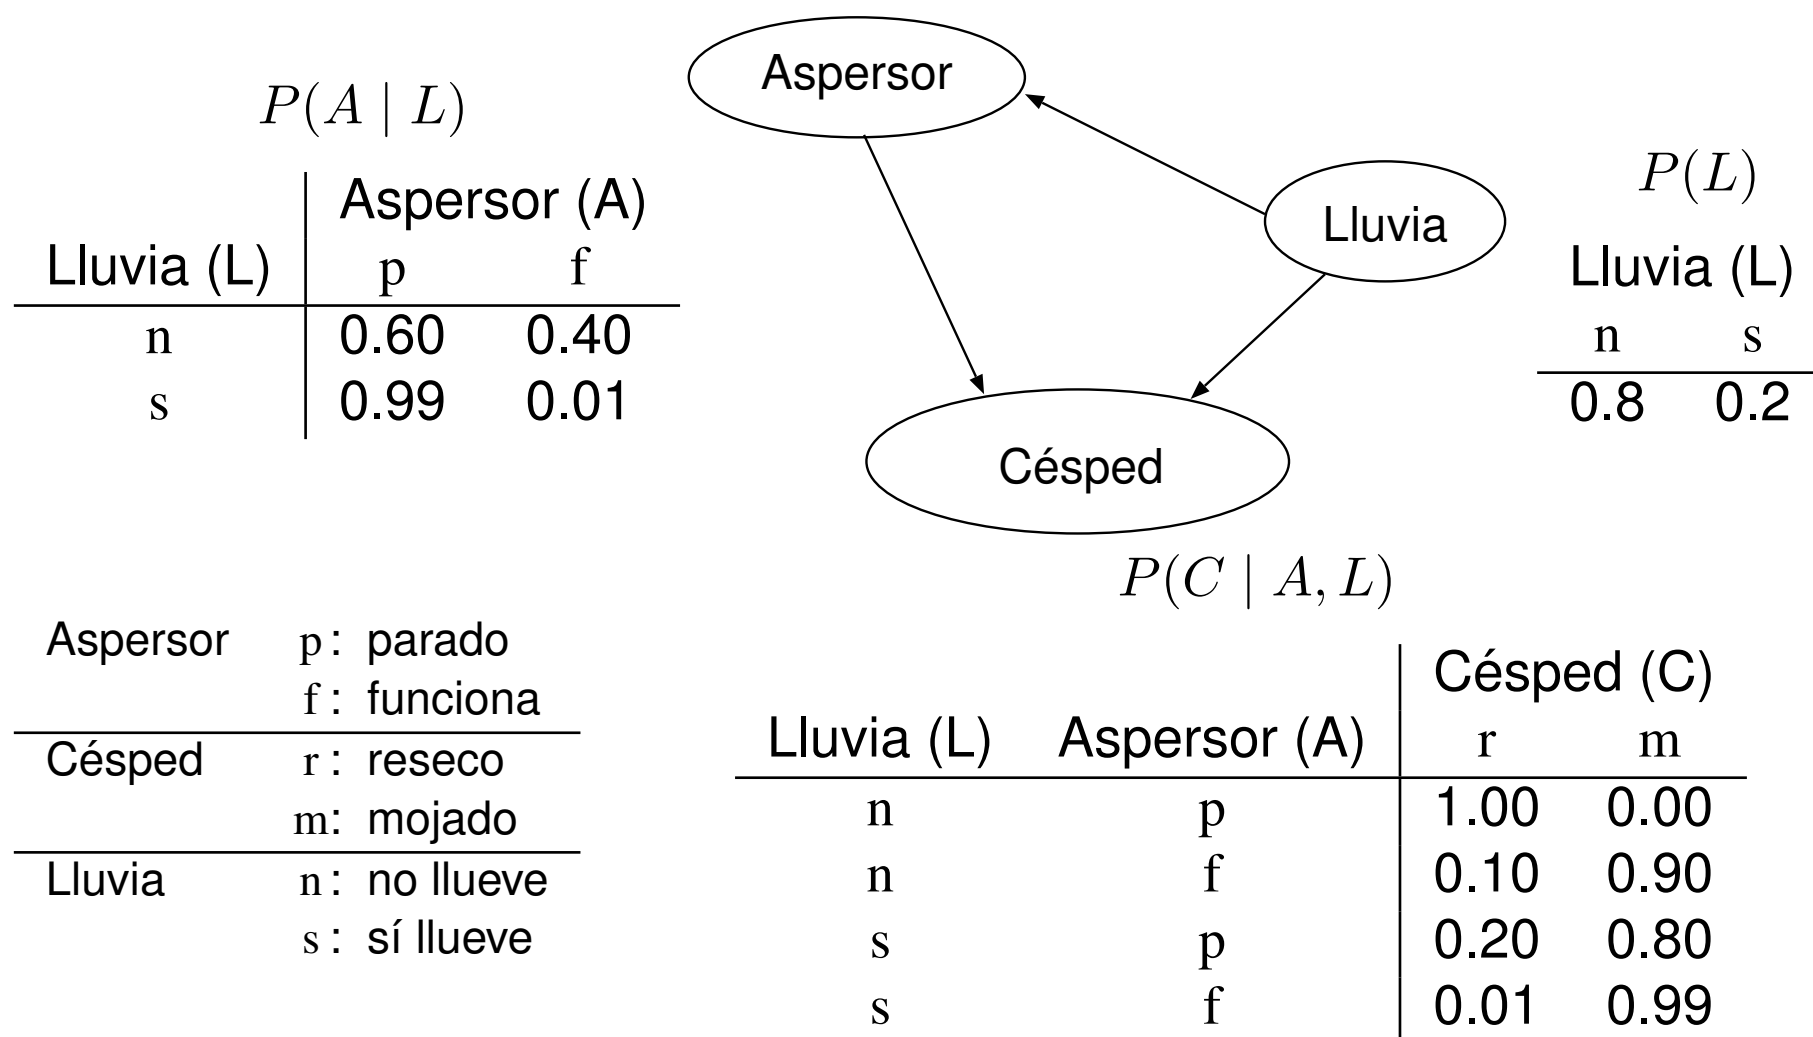 P(A | L)
Aspersor (A)
Lluvia (L) p f
n 0.60 0.40
s 0.99 0.01
Aspersor
Lluvia
Césped
P(L)
Lluvia (L)
n s
0.8 0.2
Aspersor p: parado
f: funciona
Césped r: reseco
m: mojado
Lluvia n: no llueve
s: sí llueve
P(C | A, L)
Césped (C)
Lluvia (L) Aspersor (A) r m
n p 1.00 0.00
n f 0.10 0.90
s p 0.20 0.80
s f 0.01 0.99